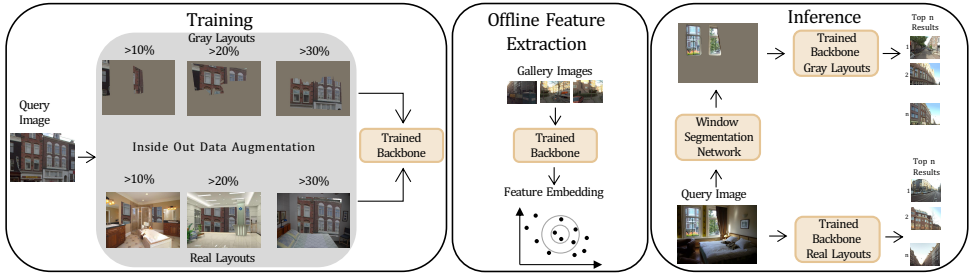 Training
Gray Layouts
>10%
>20%
>30%
Query
Image
Inside Out Data Augmentation
Trained
Backbone
>10%
>20%
>30%
Real Layouts
Offline Feature
Extraction
Gallery Images
Trained
Backbone
Feature Embedding
Inference
Trained
Backbone
Gray Layouts
Top n
Results
1
2
n
Window
Segmentation
Network
Query Image
Trained
Backbone
Real Layouts
Top n
Results
1
2
n